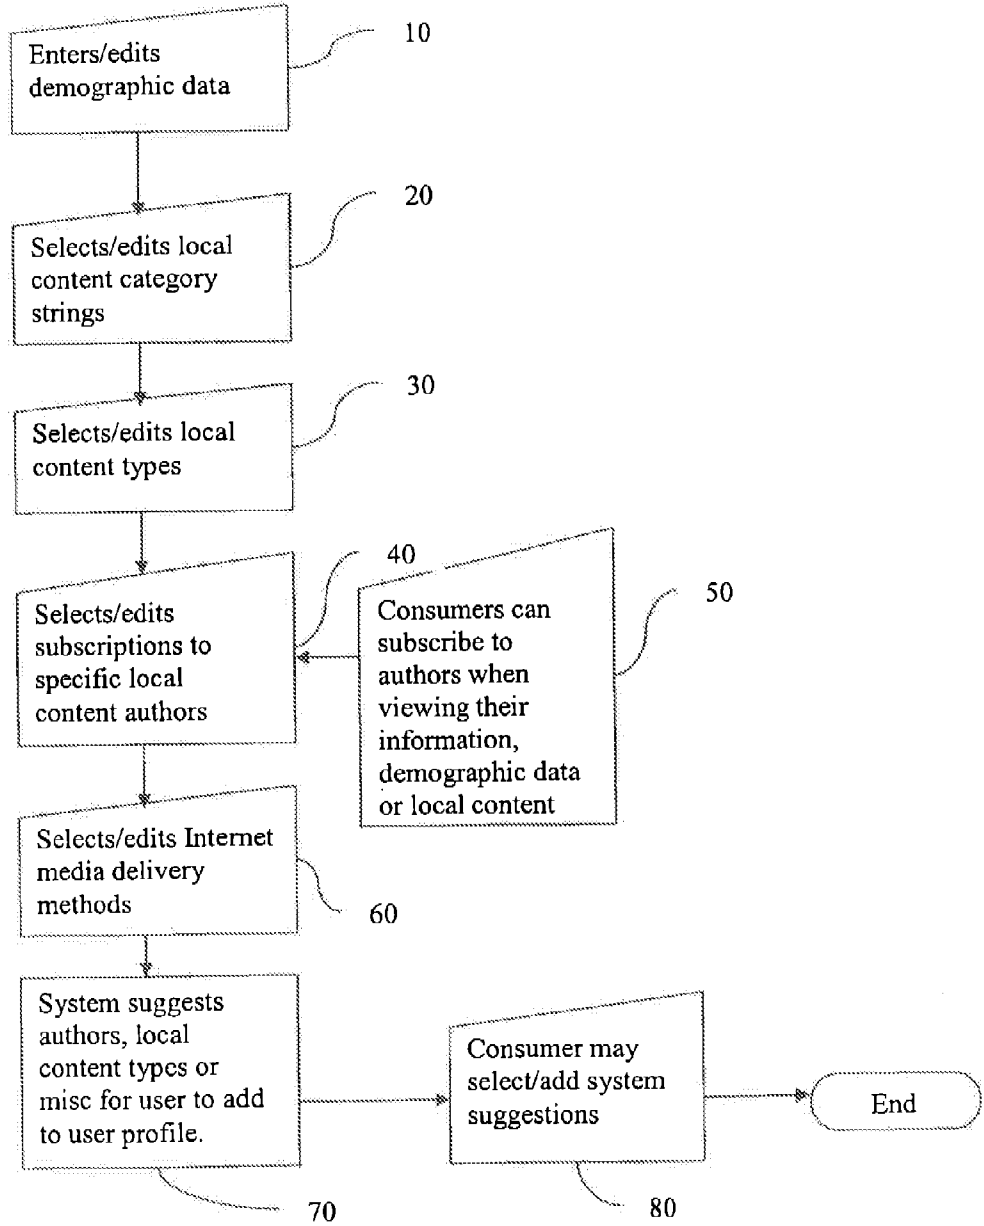 Enters/edits
demographic data
10
Selects/edits local
content category
strings
20
Selects/edits local
content types
30
Selects/edits
subscriptions to
specific local
content authors
40
Consumers can
subscribe to
authors when
viewing their
information,
demographic data
or local content
50
Selects/edits Internet
media delivery
methods
60
System suggests
authors, local
content types or
misc for user to add
to user profile.
70
Consumer may
select/add system
suggestions
80
End